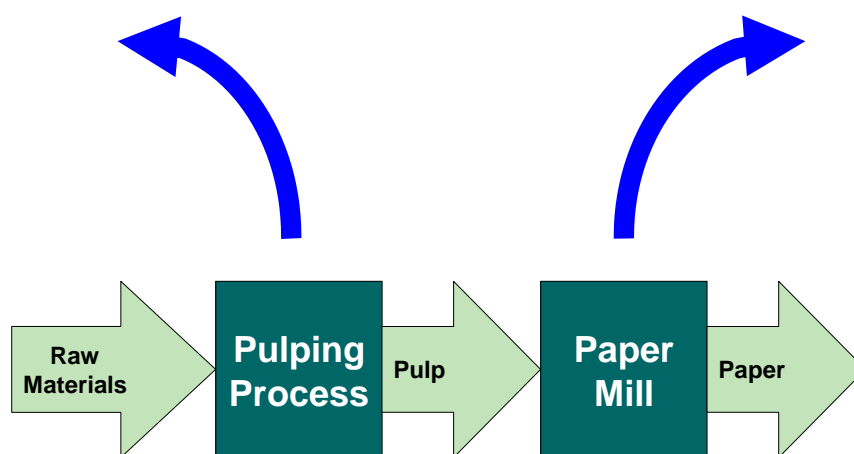 Raw
Materials
Pulping
Process
Pulp
Paper
Mill
Paper